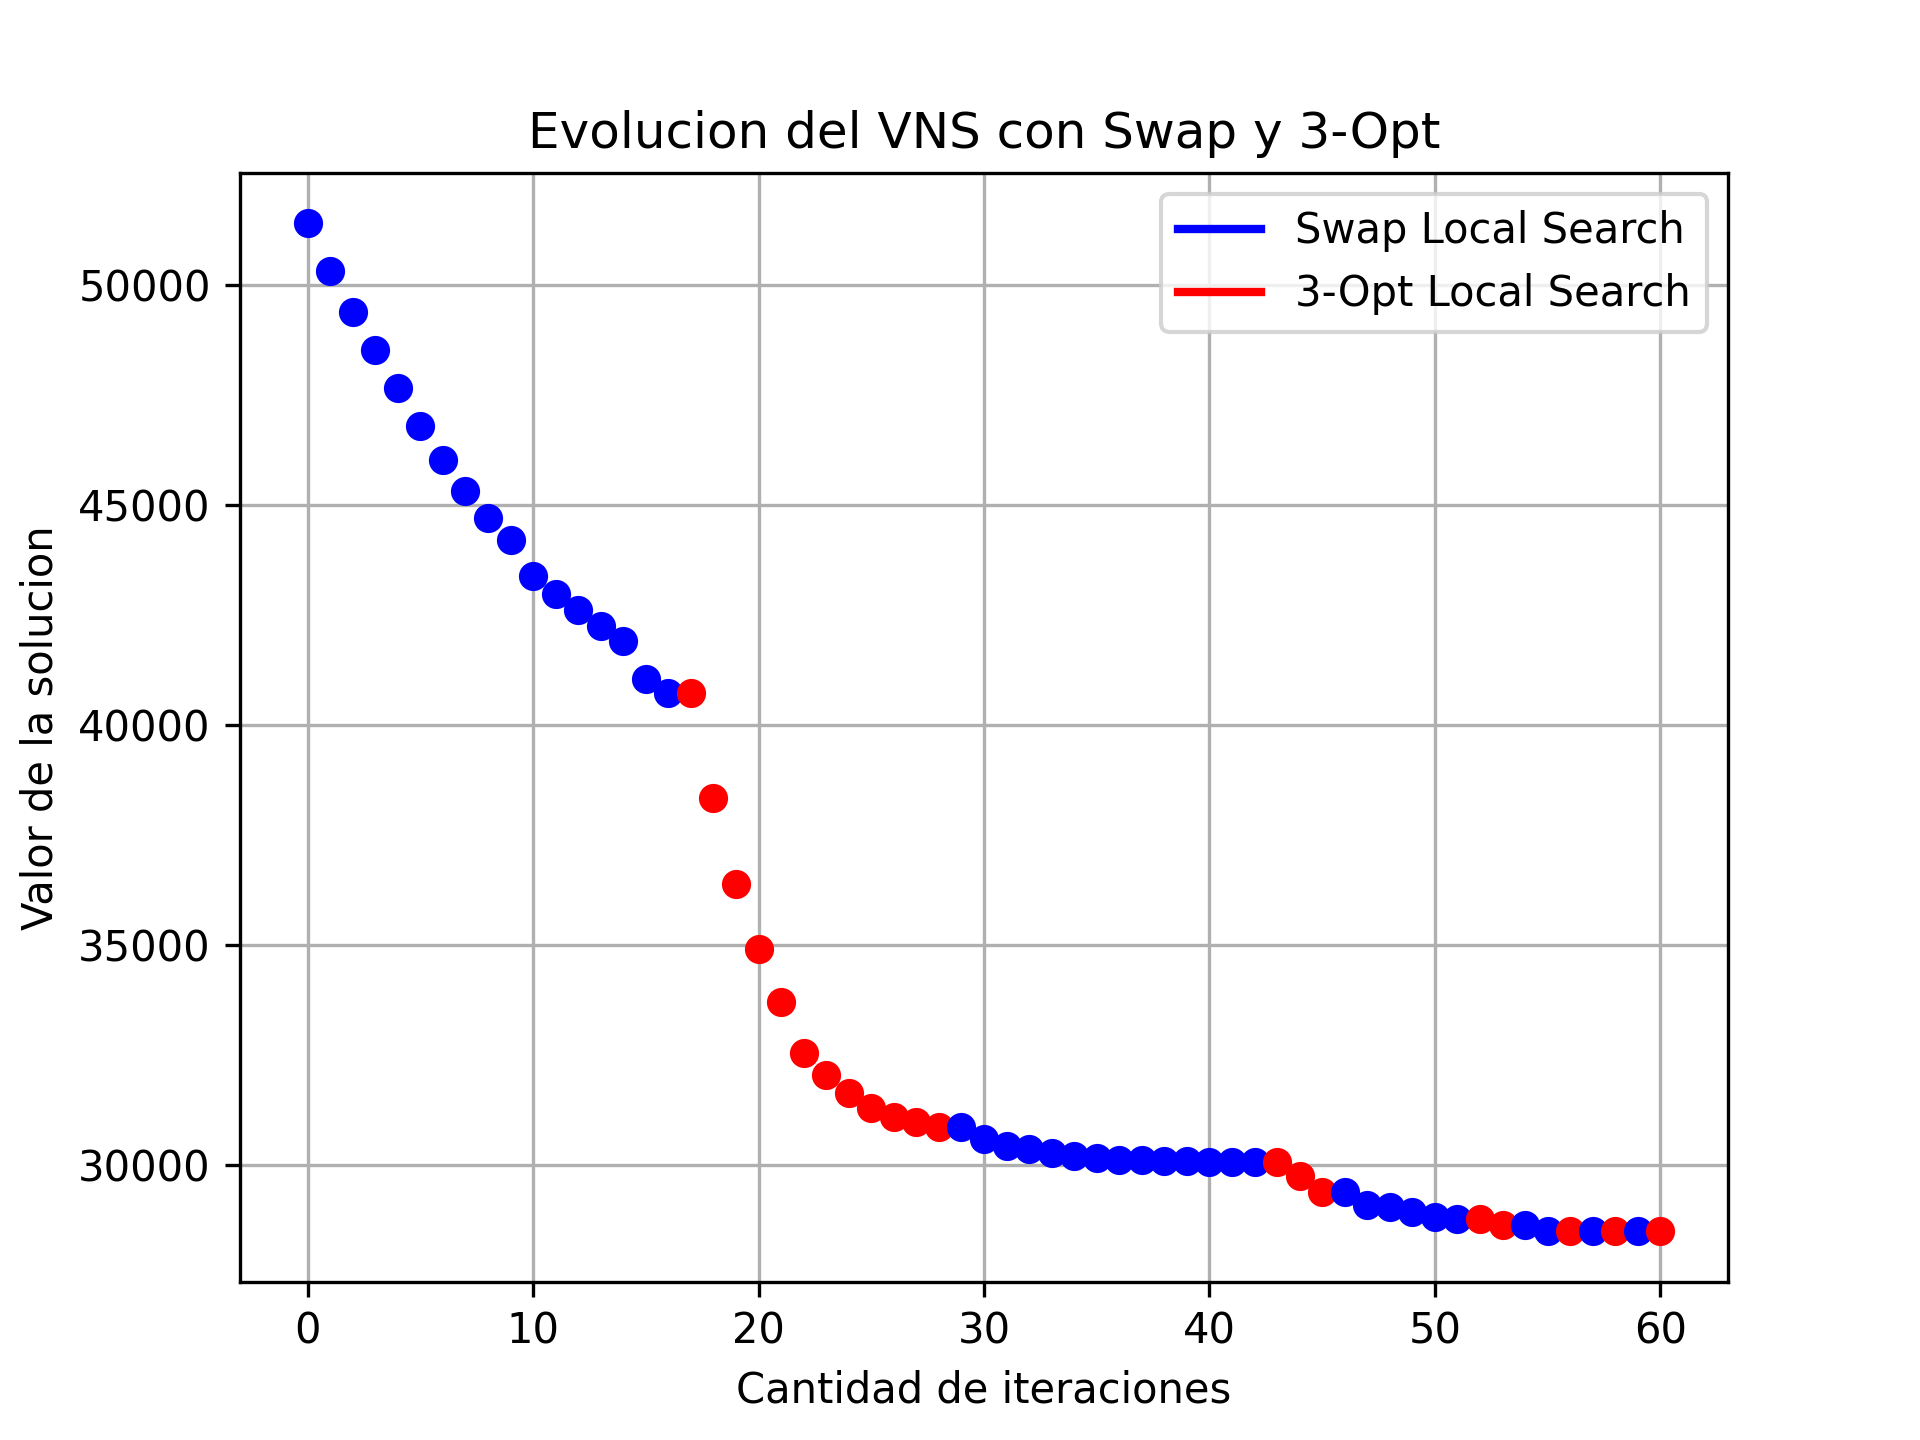 Evolucion del VNS con Swap y 3-Opt
Swap Local Search
3-Opt Local Search
Valor de la solucion
50000
45000
40000
35000
30000
0 10 20 30 40 50 60
Cantidad de iteraciones